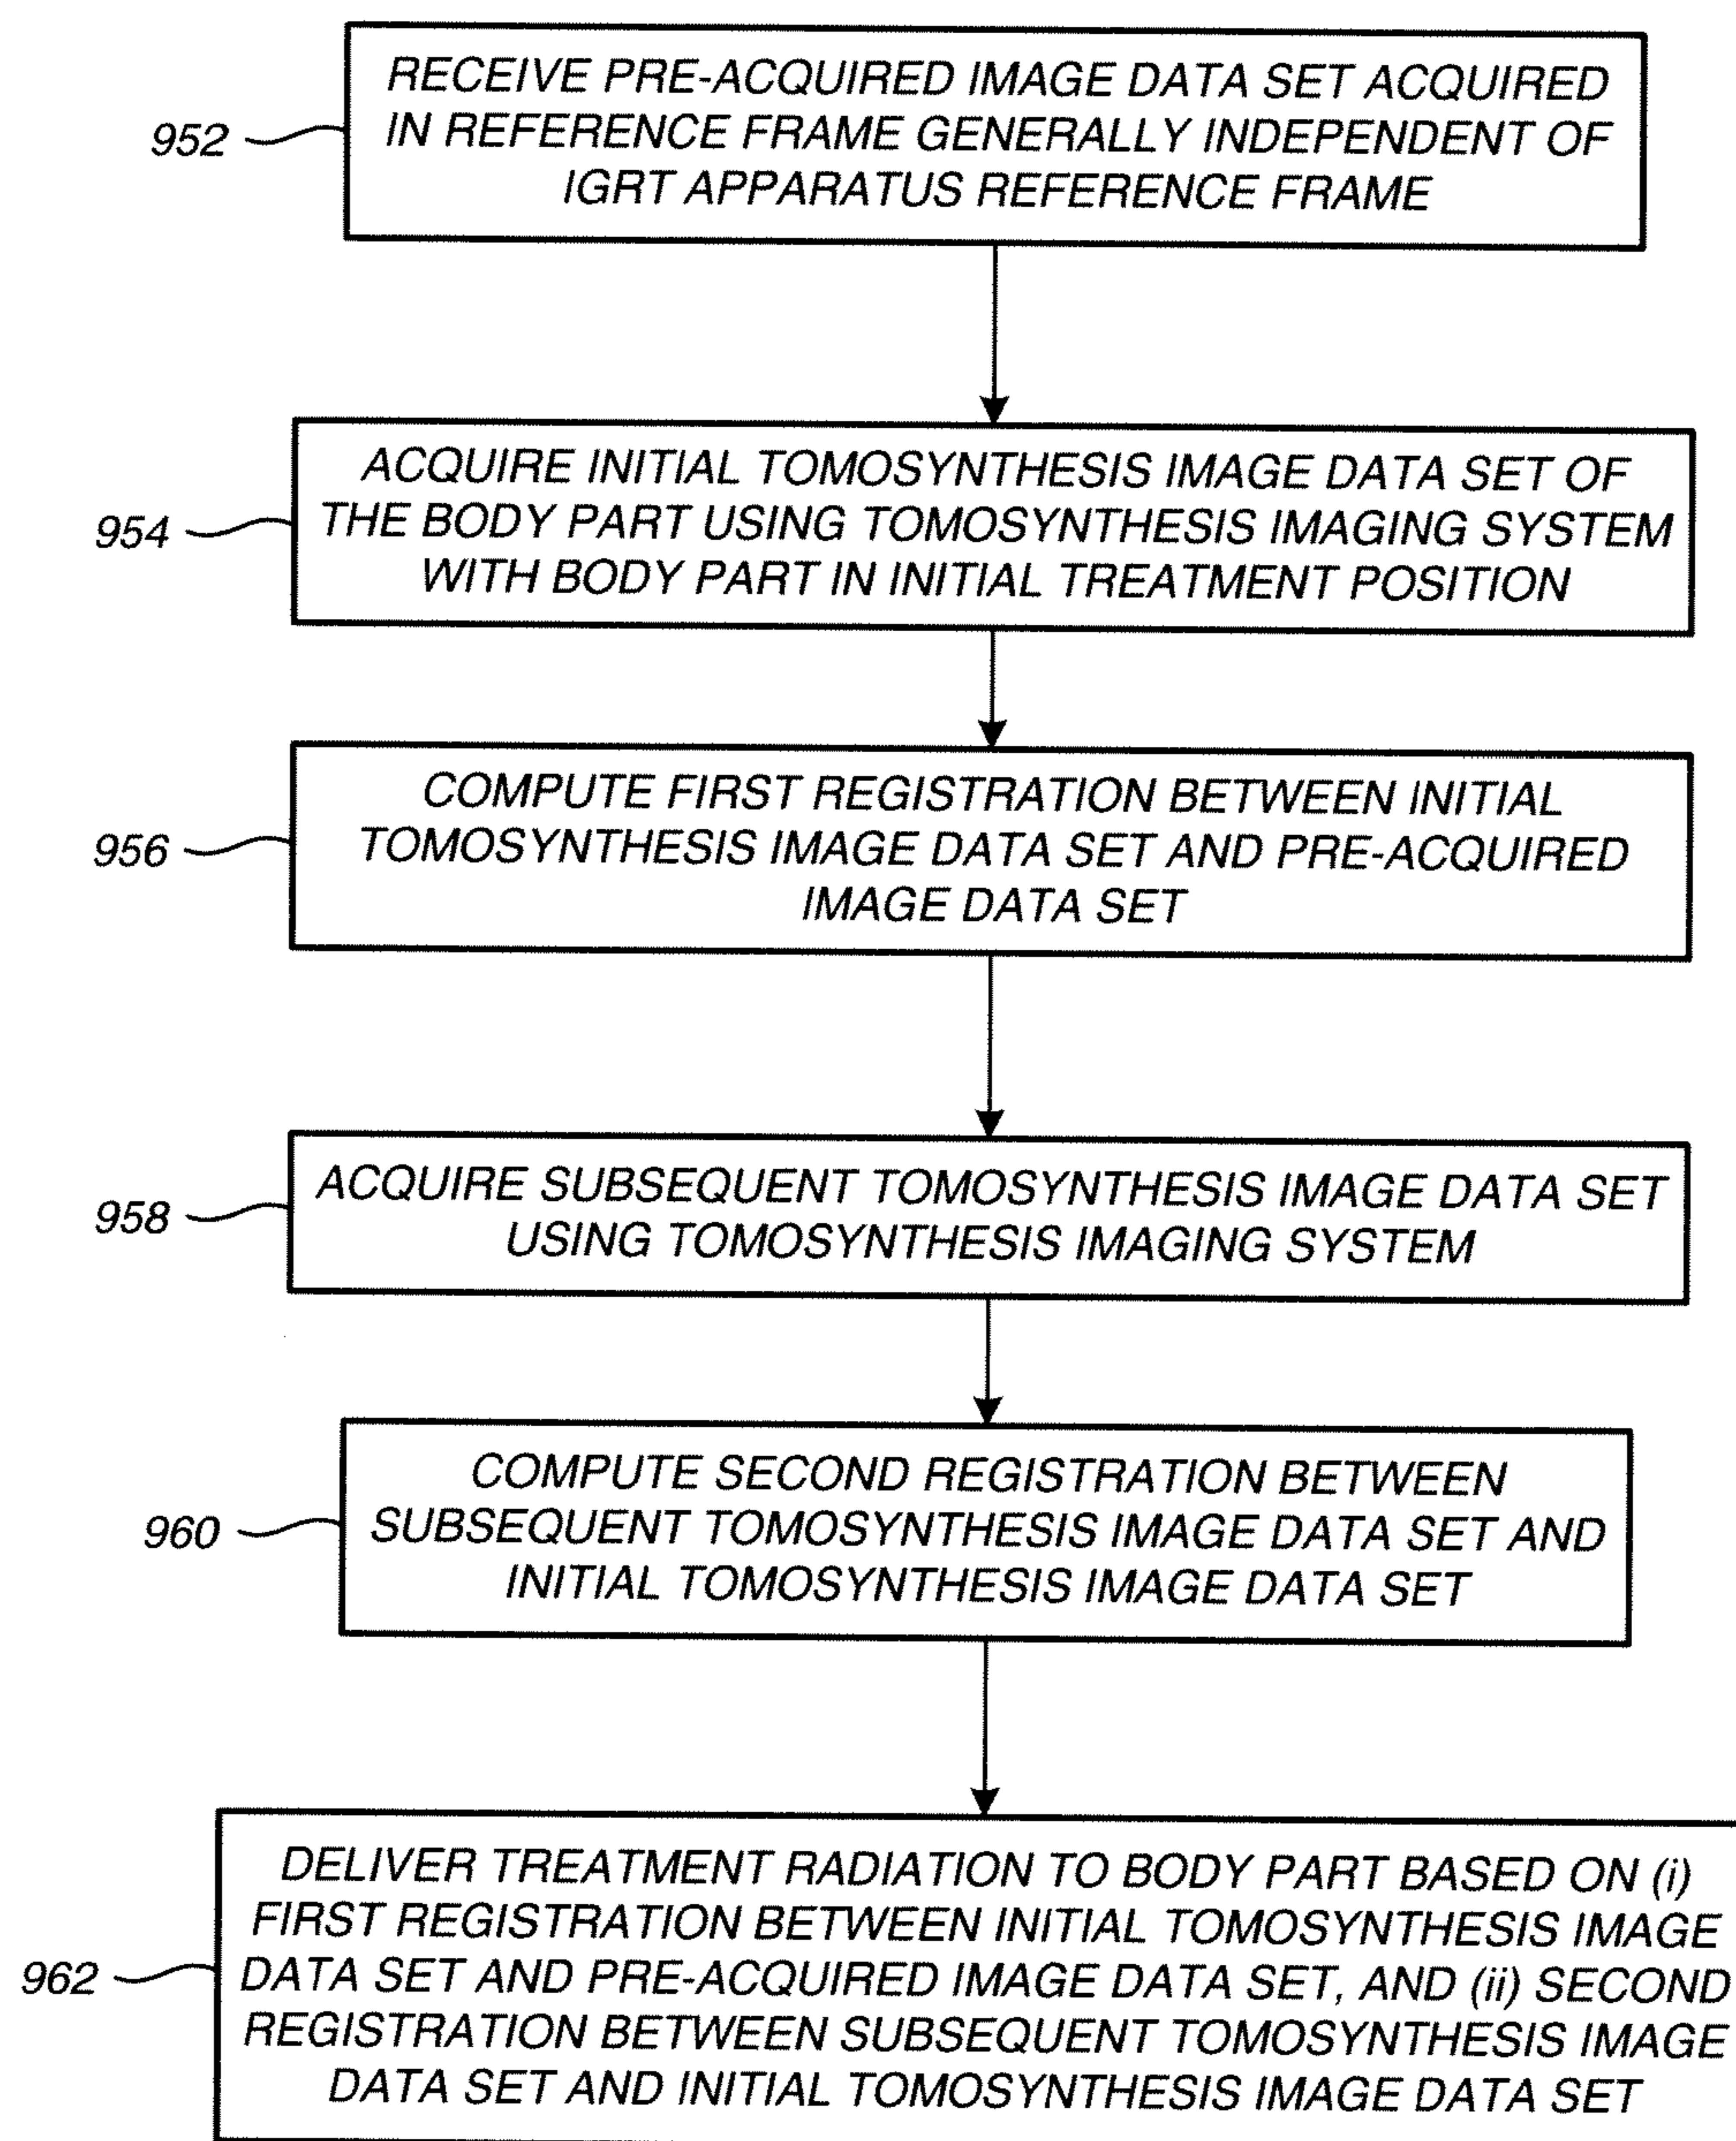 RECEIVE PRE-ACQUIRED IMAGE DATA SET ACQUIRED
IN REFERENCE FRAME GENERALLY INDEPENDENT OF
IGRT APPARATUS REFERENCE FRAME
952
ACQUIRE INITIAL TOMOSYNTHESIS IMAGE DATA SET OF
THE BODY PART USING TOMOSYNTHESIS IMAGING SYSTEM
WITH BODY PART IN INITIAL TREATMENT POSITION
954
COMPUTE FIRST REGISTRATION BETWEEN INITIAL
TOMOSYNTHESIS IMAGE DATA SET AND PRE-ACQUIRED
IMAGE DATA SET
956
ACQUIRE SUBSEQUENT TOMOSYNTHESIS IMAGE DATA SET
USING TOMOSYNTHESIS IMAGING SYSTEM
958
COMPUTE SECOND REGISTRATION BETWEEN
SUBSEQUENT TOMOSYNTHESIS IMAGE DATA SET AND
INITIAL TOMOSYNTHESIS IMAGE DATA SET
960
DELIVER TREATMENT RADIATION TO BODY PART BASED ON (i)
FIRST REGISTRATION BETWEEN INITIAL TOMOSYNTHESIS IMAGE
DATA SET AND PRE-ACQUIRED IMAGE DATA SET, AND (ii) SECOND
REGISTRATION BETWEEN SUBSEQUENT TOMOSYNTHESIS IMAGE
DATA SET AND INITIAL TOMOSYNTHESIS IMAGE DATA SET
962